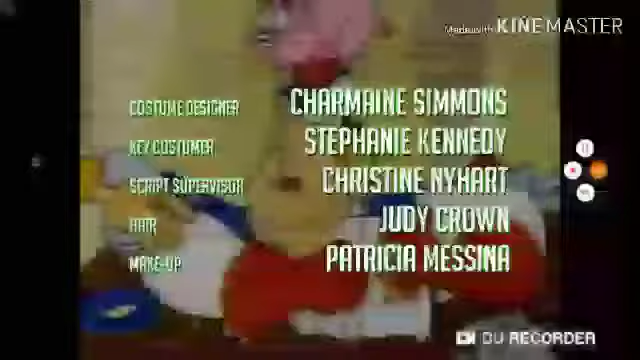 Made with KINEMASTER
COSTUME DESIGNER CHARMAINE SIMMONS
KEY COSTUMER STEPHANIE KENNEDY
SCRIPT SUPERVISOR CHRISTINE NYHART
HAIR JUDY CROWN
MAKE-UP PATRICIA MESSINA
DU RECORDER